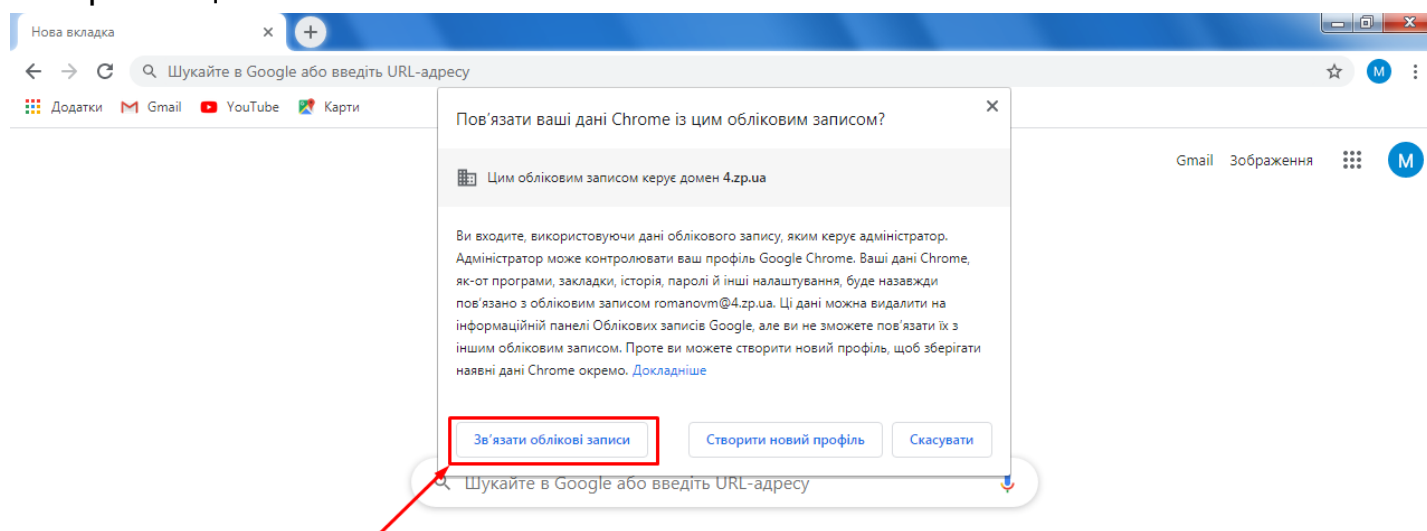 Нова вкладка
Шукайте в Google або введіть URL-адресу
M
Додатки Gmail YouTube Карти
Пов’язати ваші дані Chrome із цим обліковим записом?
Gmail Зображення M
Цим обліковим записом керує домен 4.zp.ua
Ви входите, використовуючи дані облікового запису, яким керує адміністратор.
Адміністратор може контролювати ваш профіль Google Chrome. Ваші дані Chrome,
як-от програми, закладки, історія, паролі й інші налаштування, буде назавжди
пов’язано з обліковим записом romanovm@4.zp.ua. Ці дані можна видалити на
інформаційній панелі Облікових записів Google, але ви не зможете пов’язати їх з
іншим обліковим записом. Проте ви можете створити новий профіль, щоб зберігати
наявні дані Chrome окремо. Докладніше
Зв’язати облікові записи Створити новий профіль Скасувати
Шукайте в Google або введіть URL-адресу